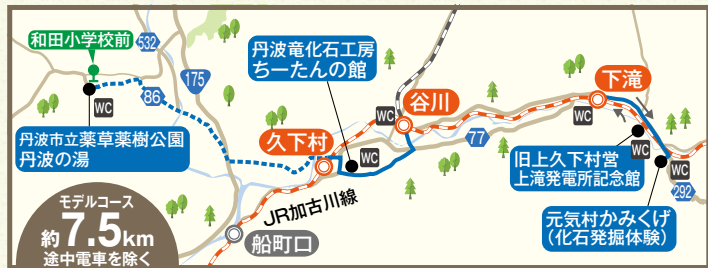 和田小学校前
532
175
86
WC
丹波市立薬草薬樹公園
丹波の湯
丹波竜化石工房
ちーたんの館
WC
谷川
久下村
WC
77
下滝
WC
WC
旧上久下村営
上滝発電所記念館
WC
292
元気村かみくげ
(化石発掘体験)
JR加古川線
船町口
モデルコース
約7.5km
途中電車を除く